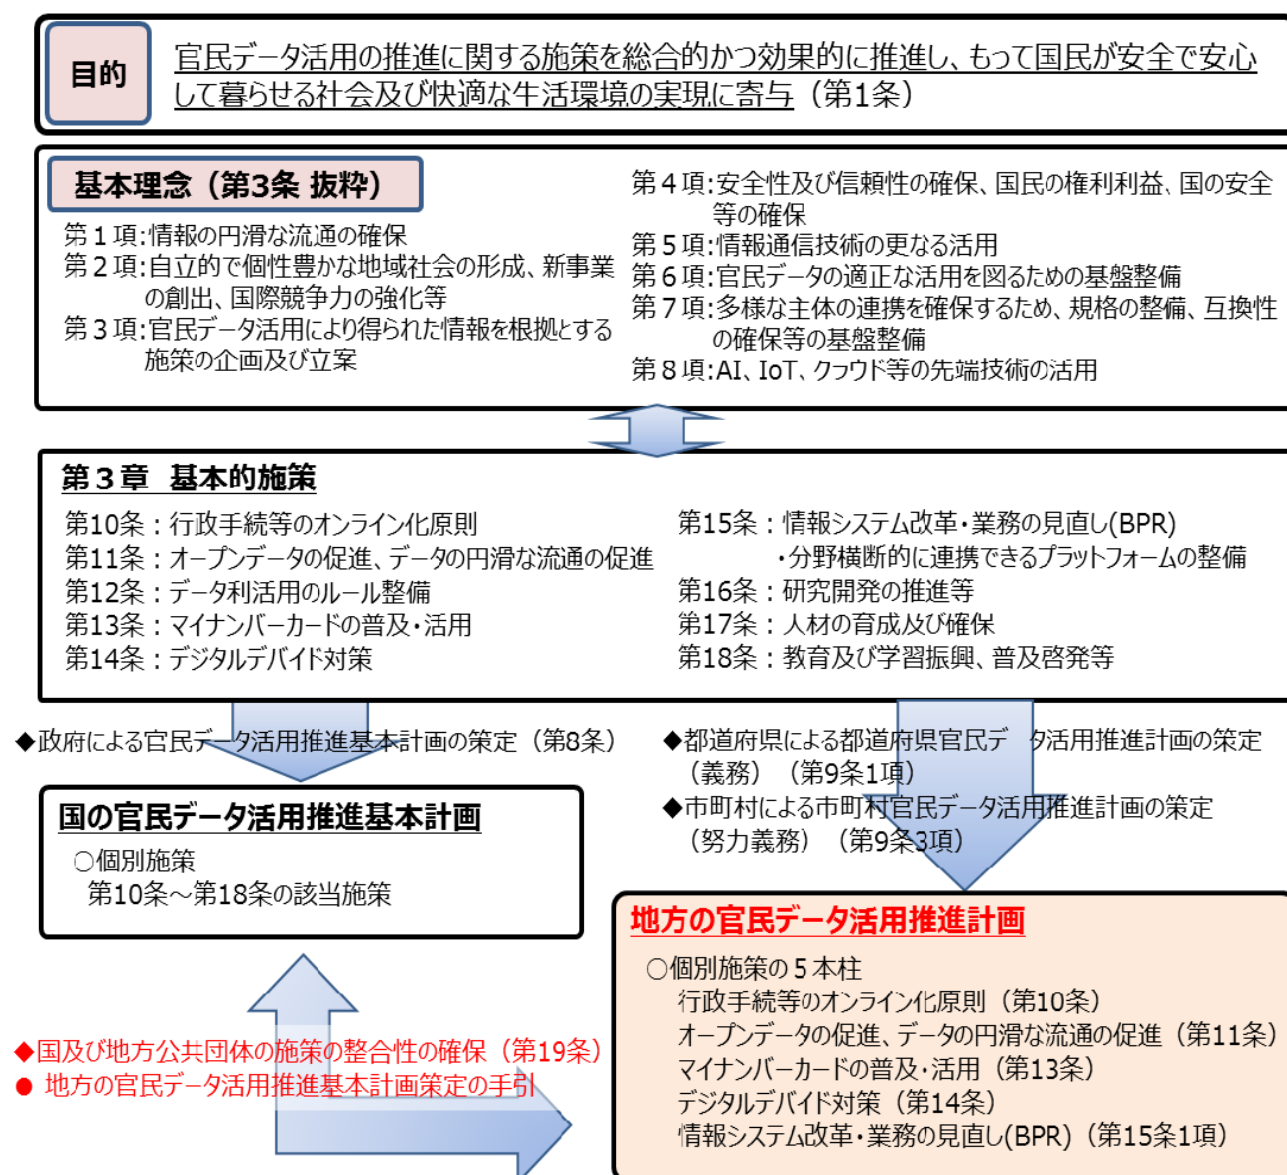 目的
官民データ活用の推進に関する施策を総合的かつ効果的に推進し、もって国民が安全で安心
して暮らせる社会及び快適な生活環境の実現に寄与（第1条）
基本理念（第3条 抜粋）
第１項:情報の円滑な流通の確保
第２項:自立的で個性豊かな地域社会の形成、新事業
の創出、国際競争力の強化等
第３項:官民データ活用により得られた情報を根拠とする
施策の企画及び立案
第４項:安全性及び信頼性の確保、国民の権利利益、国の安全
等の確保
第５項:情報通信技術の更なる活用
第６項:官民データの適正な活用を図るための基盤整備
第７項:多様な主体の連携を確保するため、規格の整備、互換性
の確保等の基盤整備
第８項:AI、IoT、クラウド等の先端技術の活用
第３章 基本的施策
第10条：行政手続等のオンライン化原則
第11条：オープンデータの促進、データの円滑な流通の促進
第12条：データ利活用のルール整備
第13条：マイナンバーカードの普及・活用
第14条：デジタルデバイド対策
第15条：情報システム改革・業務の見直し(BPR)
・分野横断的に連携できるプラットフォームの整備
第16条：研究開発の推進等
第17条：人材の育成及び確保
第18条：教育及び学習振興、普及啓発等
◆政府による官民データ活用推進基本計画の策定（第8条）
◆都道府県による都道府県官民デ タ活用推進計画の策定
（義務）（第9条1項）
◆市町村による市町村官民データ活用推進計画の策定
（努力義務）（第9条3項）
国の官民データ活用推進基本計画
○個別施策
第10条～第18条の該当施策
地方の官民データ活用推進計画
○個別施策の５本柱
行政手続等のオンライン化原則（第10条）
オープンデータの促進、データの円滑な流通の促進（第11条）
マイナンバーカードの普及・活用（第13条）
デジタルデバイド対策（第14条）
情報システム改革・業務の見直し(BPR)（第15条1項）
◆国及び地方公共団体の施策の整合性の確保（第19条）
● 地方の官民データ活用推進基本計画策定の手引